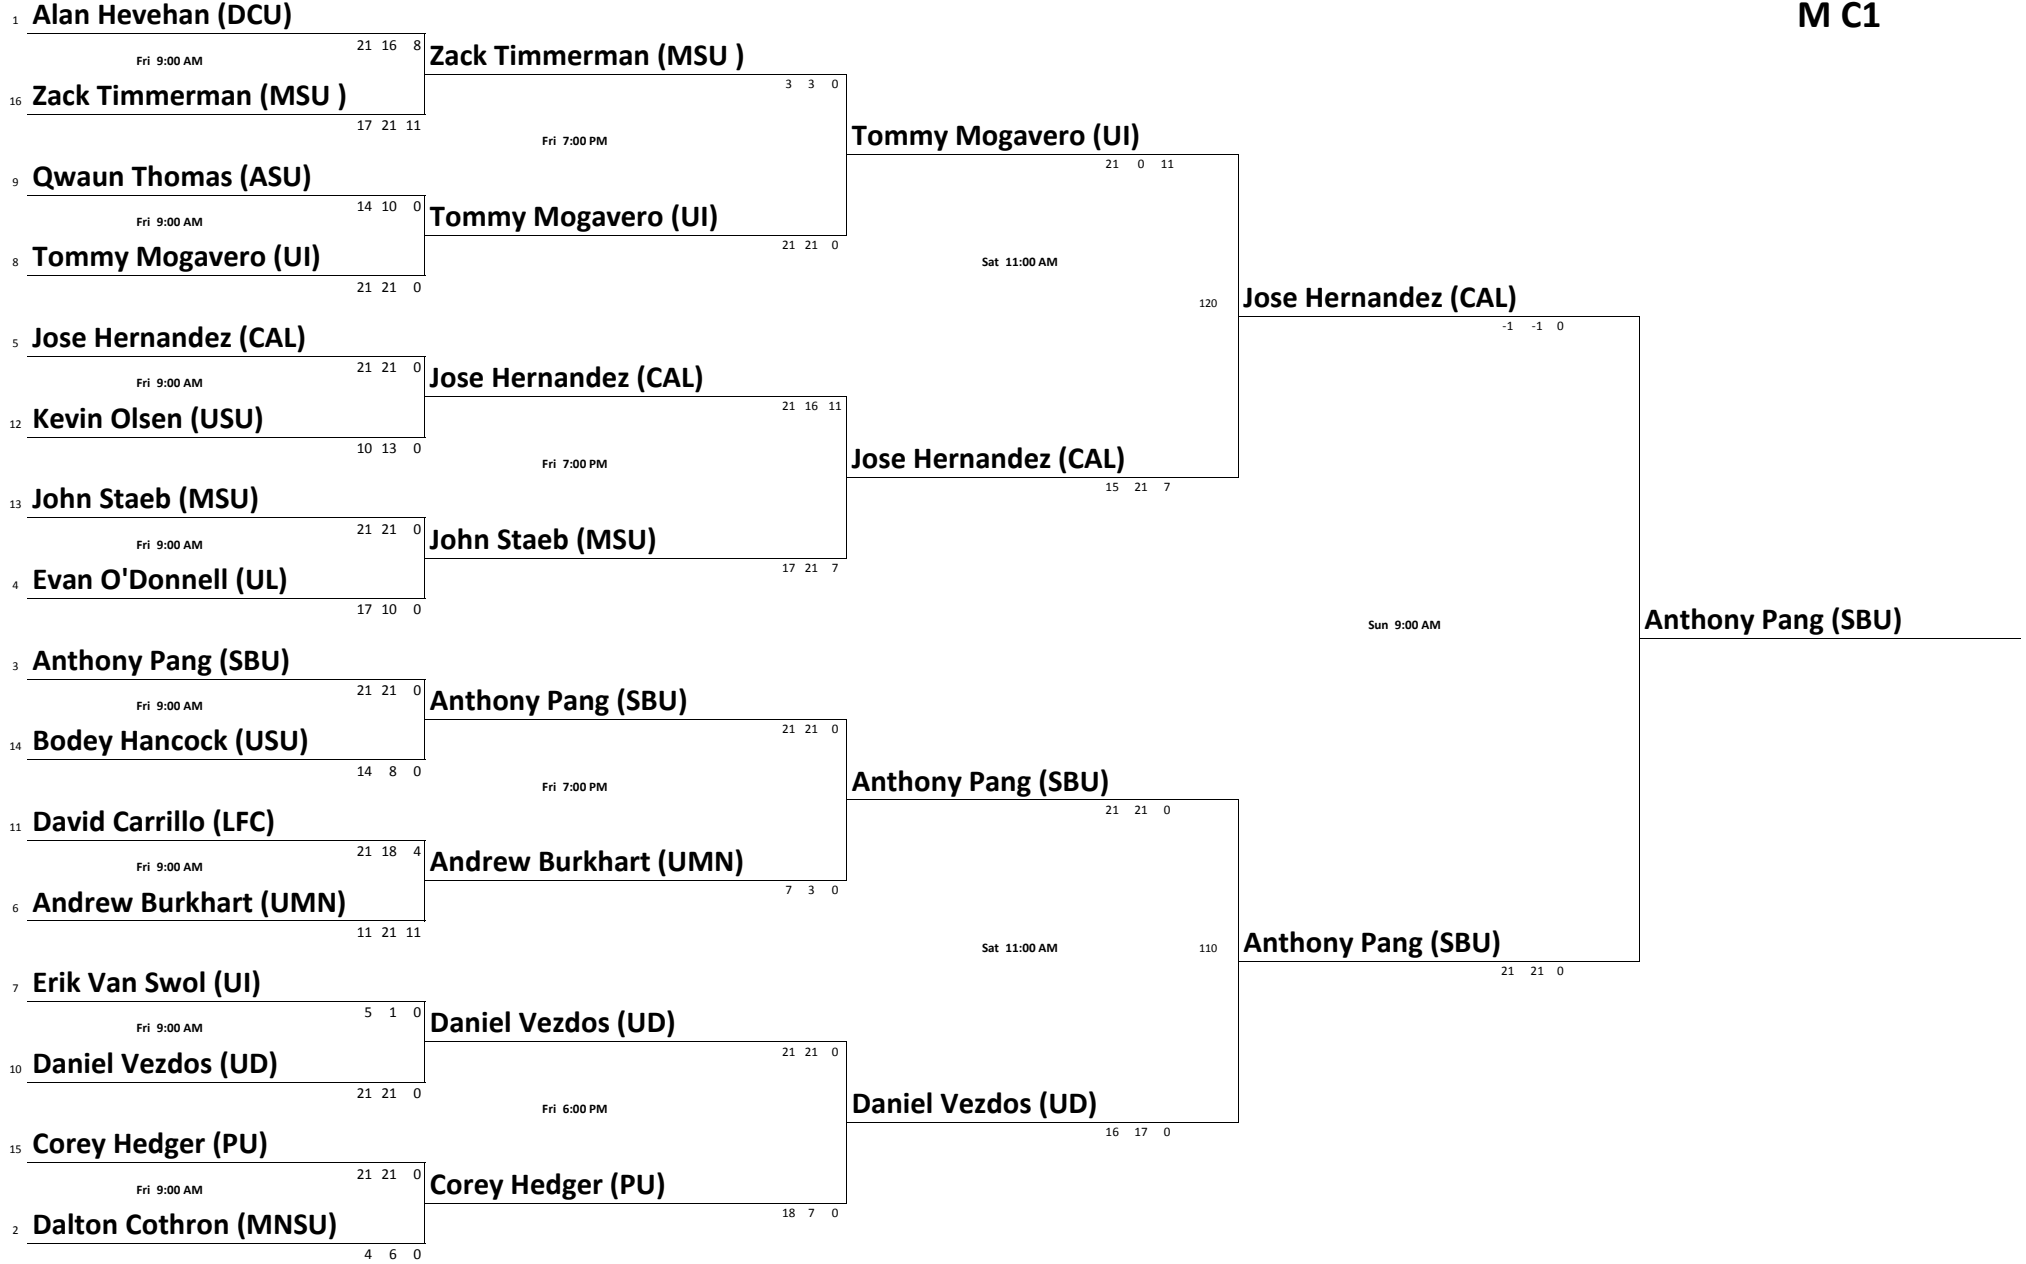 M C1
1 Alan Hevehan (DCU)
21 16 8
Fri 9:00 AM
16 Zack Timmerman (MSU )
17 21 11
9 Qwaun Thomas (ASU)
14 10 0
Fri 9:00 AM
8 Tommy Mogavero (UI)
21 21 0
5 Jose Hernandez (CAL)
21 21 0
Fri 9:00 AM
12 Kevin Olsen (USU)
10 13 0
13 John Staeb (MSU)
21 21 0
Fri 9:00 AM
4 Evan O'Donnell (UL)
17 10 0
3 Anthony Pang (SBU)
21 21 0
Fri 9:00 AM
14 Bodey Hancock (USU)
14 8 0
11 David Carrillo (LFC)
21 18 4
Fri 9:00 AM
6 Andrew Burkhart (UMN)
11 21 11
7 Erik Van Swol (UI)
5 1 0
Fri 9:00 AM
10 Daniel Vezdos (UD)
21 21 0
15 Corey Hedger (PU)
21 21 0
Fri 9:00 AM
2 Dalton Cothron (MNSU)
4 6 0
Zack Timmerman (MSU )
3 3 0
Fri 7:00 PM
Tommy Mogavero (UI)
21 21 0
Jose Hernandez (CAL)
21 16 11
Fri 7:00 PM
John Staeb (MSU)
17 21 7
Anthony Pang (SBU)
21 21 0
Fri 7:00 PM
Andrew Burkhart (UMN)
7 3 0
Daniel Vezdos (UD)
21 21 0
Fri 6:00 PM
Corey Hedger (PU)
18 7 0
Tommy Mogavero (UI)
21 0 11
Sat 11:00 AM
120
Jose Hernandez (CAL)
15 21 7
Anthony Pang (SBU)
21 21 0
Sat 11:00 AM
110
Daniel Vezdos (UD)
16 17 0
Jose Hernandez (CAL)
-1 -1 0
Sun 9:00 AM
Anthony Pang (SBU)
21 21 0
Anthony Pang (SBU)